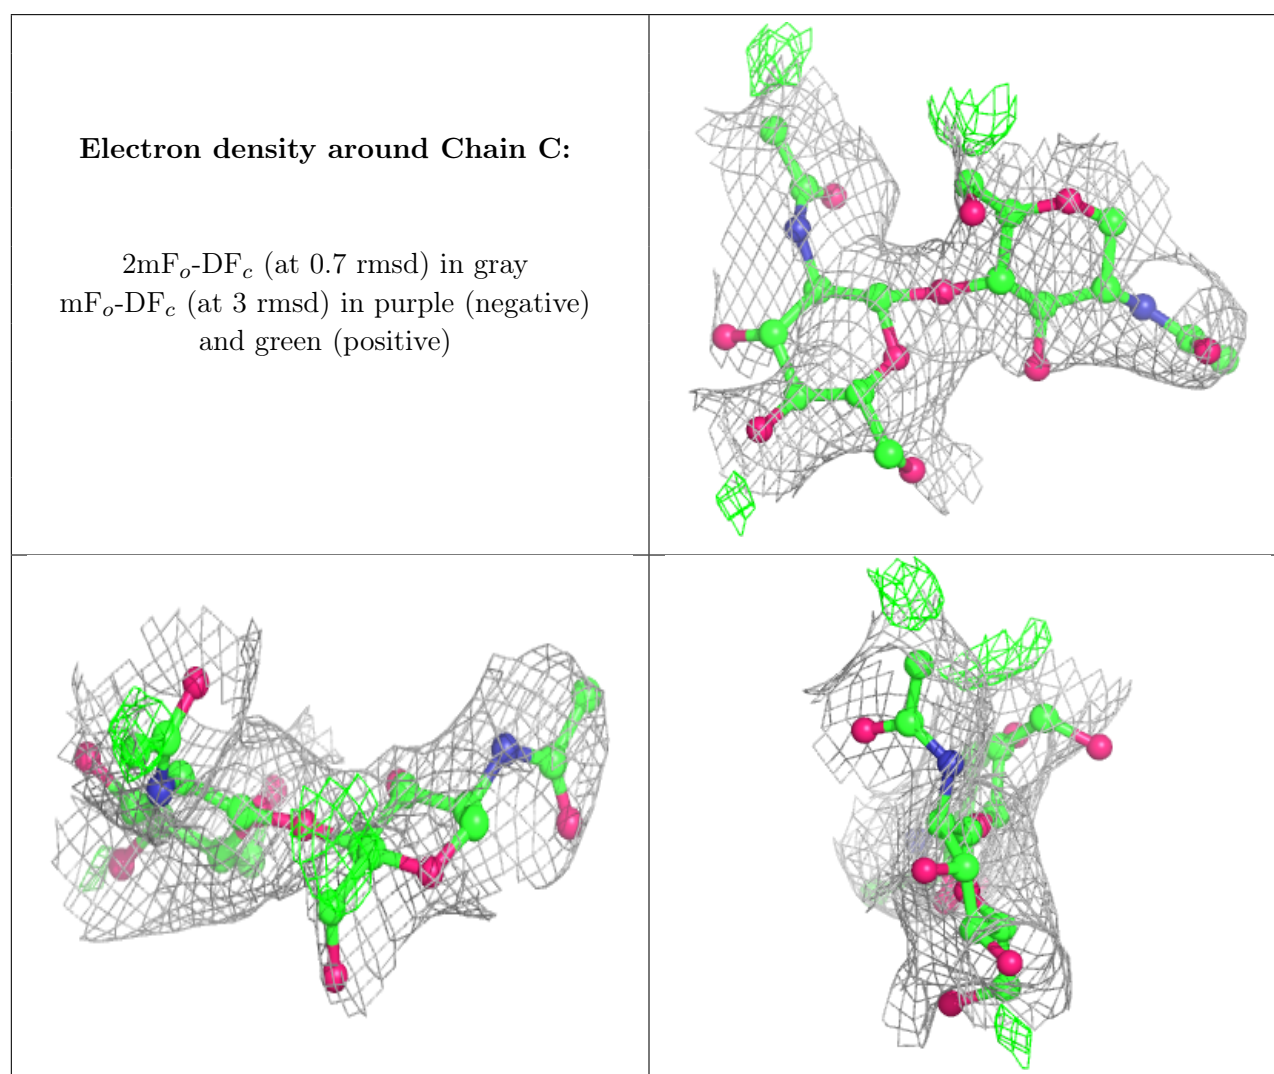 Electron density around Chain C:
2mFo-DFc (at 0.7 rmsd) in gray
mFo-DFc (at 3 rmsd) in purple (negative)
and green (positive)